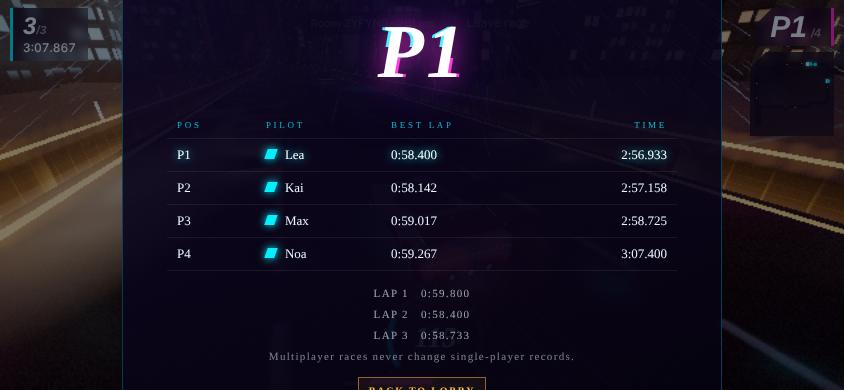 3/3
3:07.867
P1
P1 /4
POS PILOT BEST LAP TIME
P1 Lea 0:58.400 2:56.933
P2 Kai 0:58.142 2:57.158
P3 Max 0:59.017 2:58.725
P4 Noa 0:59.267 3:07.400
LAP 1 0:59.800
LAP 2 0:58.400
LAP 3 0:58.733
Multiplayer races never change single-player records.
BACK TO LOBBY